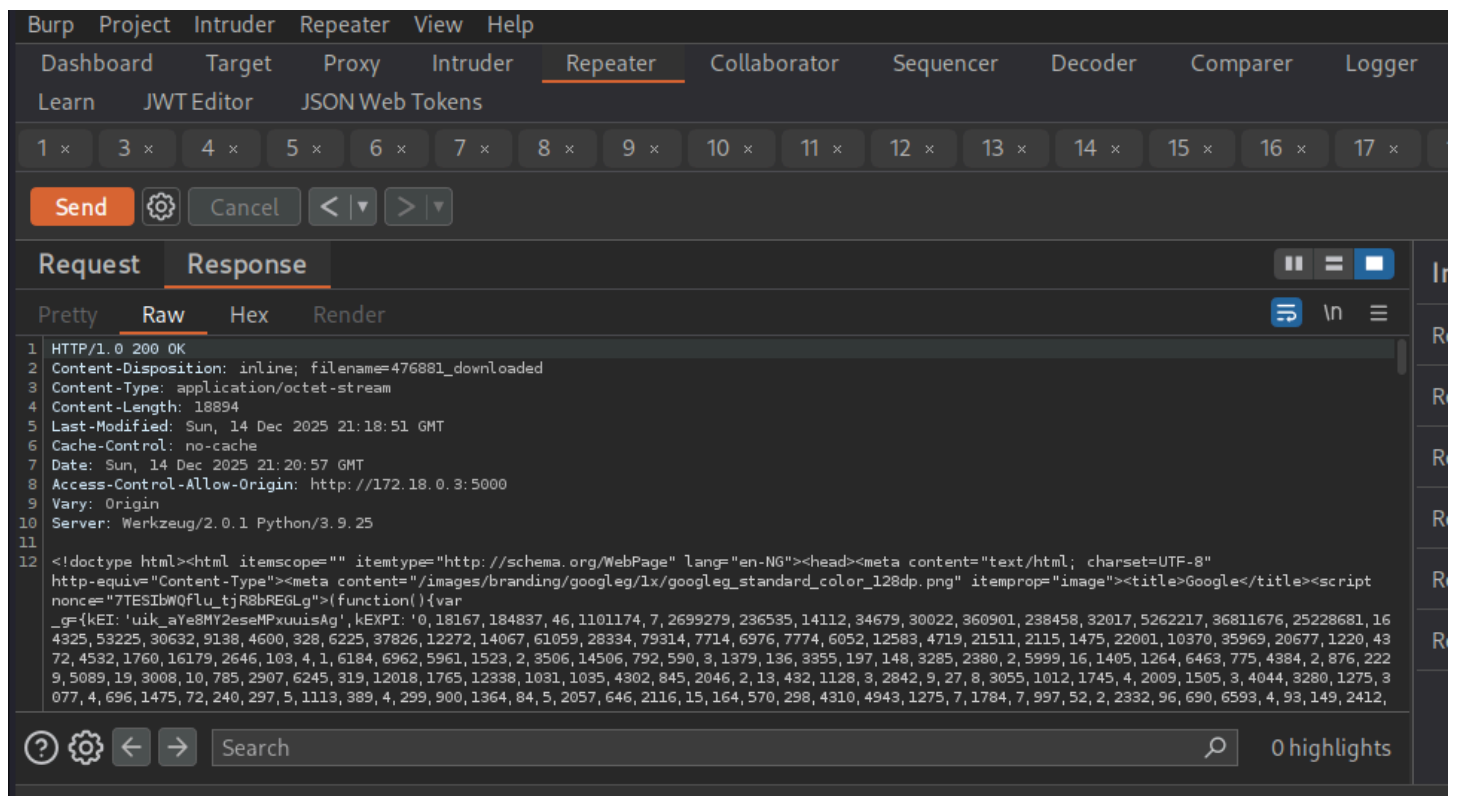 Burp Project Intruder Repeater View Help
Dashboard Target Proxy Intruder Repeater Collaborator Sequencer Decoder Comparer Logger
Learn JWT Editor JSON Web Tokens
1 × 3 × 4 × 5 × 6 × 7 × 8 × 9 × 10 × 11 × 12 × 13 × 14 × 15 × 16 × 17 ×
Send Cancel < >
Request Response
Pretty Raw Hex Render \n
1 HTTP/1.0 200 OK
2 Content-Disposition: inline; filename=476881_downloaded
3 Content-Type: application/octet-stream
4 Content-Length: 18894
5 Last-Modified: Sun, 14 Dec 2025 21:18:51 GMT
6 Cache-Control: no-cache
7 Date: Sun, 14 Dec 2025 21:20:57 GMT
8 Access-Control-Allow-Origin: http://172.18.0.3:5000
9 Vary: Origin
10 Server: Werkzeug/2.0.1 Python/3.9.25
11
12 <!doctype html><html itemscope="" itemtype="http://schema.org/WebPage" lang="en-NG"><head><meta content="text/html; charset=UTF-8"
http-equiv="Content-Type"><meta content="/images/branding/googleg/1x/googleg_standard_color_128dp.png" itemprop="image"><title>Google</title><script
nonce="7TESIbWQflu_tjR8bREGLg">(function(){var
_g={kEI:'uik_aYe8MY2eseMPxuuisAg',kEXPI:'0,18167,184837,46,1101174,7,2699279,236535,14112,34679,30022,360901,238458,32017,5262217,36811676,25228681,16
4325,53225,30632,9138,4600,328,6225,37826,12272,14067,61059,28334,79314,7714,6976,7774,6052,12583,4719,21511,2115,1475,22001,10370,35969,20677,1220,43
72,4532,1760,16179,2646,103,4,1,6184,6962,5961,1523,2,3506,14506,792,590,3,1379,136,3355,197,148,3285,2380,2,5999,16,1405,1264,6463,775,4384,2,876,222
9,5089,19,3008,10,785,2907,6245,319,12018,1765,12338,1031,1035,4302,845,2046,2,13,432,1128,3,2842,9,27,8,3055,1012,1745,4,2009,1505,3,4044,3280,1275,3
077,4,696,1475,72,240,297,5,1113,389,4,299,900,1364,84,5,2057,646,2116,15,164,570,298,4310,4943,1275,7,1784,7,997,52,2,2332,96,690,6593,4,93,149,2412,
Search 0 highlights